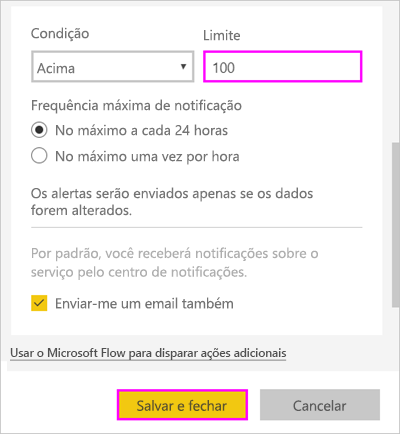 Condição Limite
Acima 100
Frequência máxima de notificação
No máximo a cada 24 horas
No máximo uma vez por hora
Os alertas serão enviados apenas se os dados
forem alterados.
Por padrão, você receberá notificações sobre o
serviço pelo centro de notificações.
Enviar-me um email também
Usar o Microsoft Flow para disparar ações adicionais
Salvar e fechar Cancelar